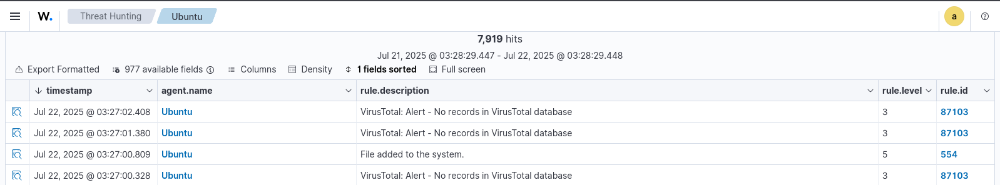 W. Threat Hunting Ubuntu a
7,919 hits
Jul 21, 2025 @ 03:28:29.447 - Jul 22, 2025 @ 03:28:29.448
Export Formatted 977 available fields Columns Density 1 fields sorted Full screen
timestamp agent.name rule.description rule.level rule.id
Jul 22, 2025 @ 03:27:02.408 Ubuntu VirusTotal: Alert - No records in VirusTotal database 3 87103
Jul 22, 2025 @ 03:27:01.380 Ubuntu VirusTotal: Alert - No records in VirusTotal database 3 87103
Jul 22, 2025 @ 03:27:00.809 Ubuntu File added to the system. 5 554
Jul 22, 2025 @ 03:27:00.328 Ubuntu VirusTotal: Alert - No records in VirusTotal database 3 87103